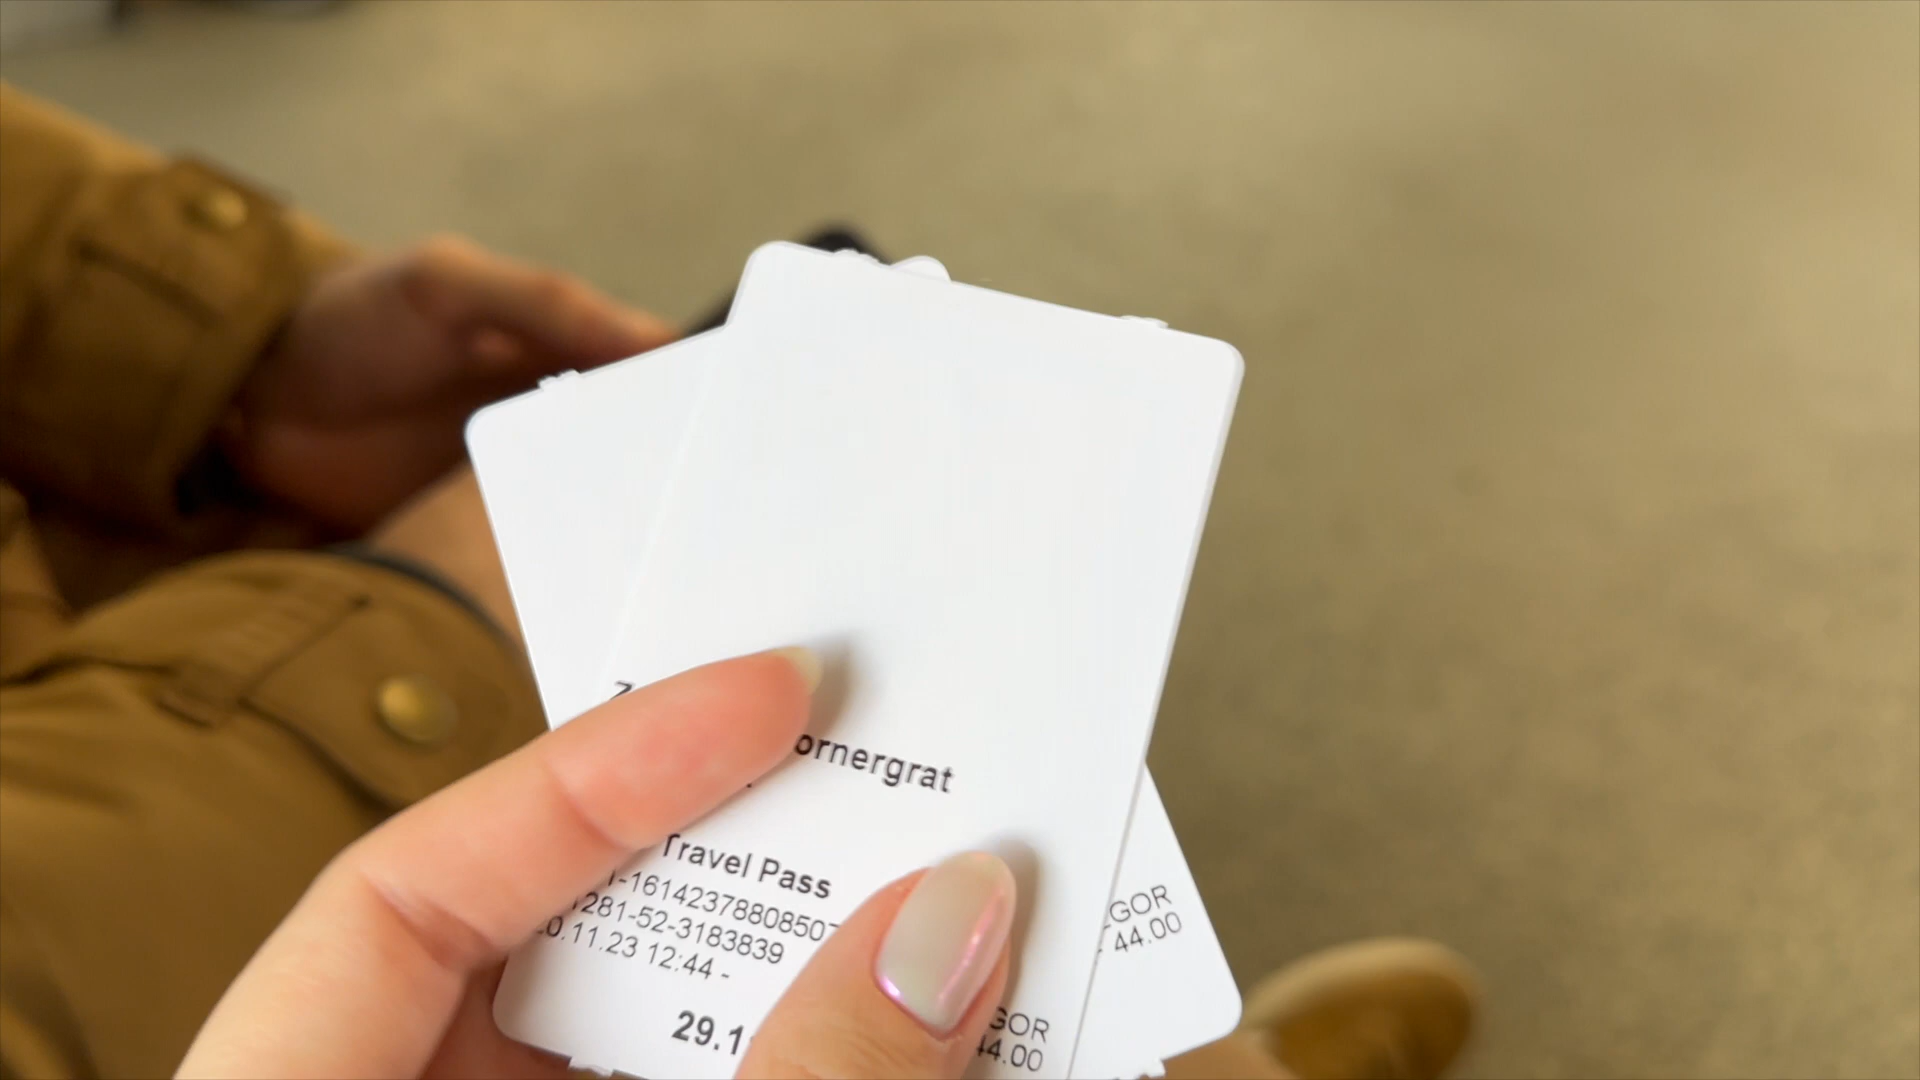 Z
ornergrat
Travel Pass
1-16142378808507
1281-52-3183839
20.11.23 12:44 -
29.1
GOR
44.00
GOR
44.00